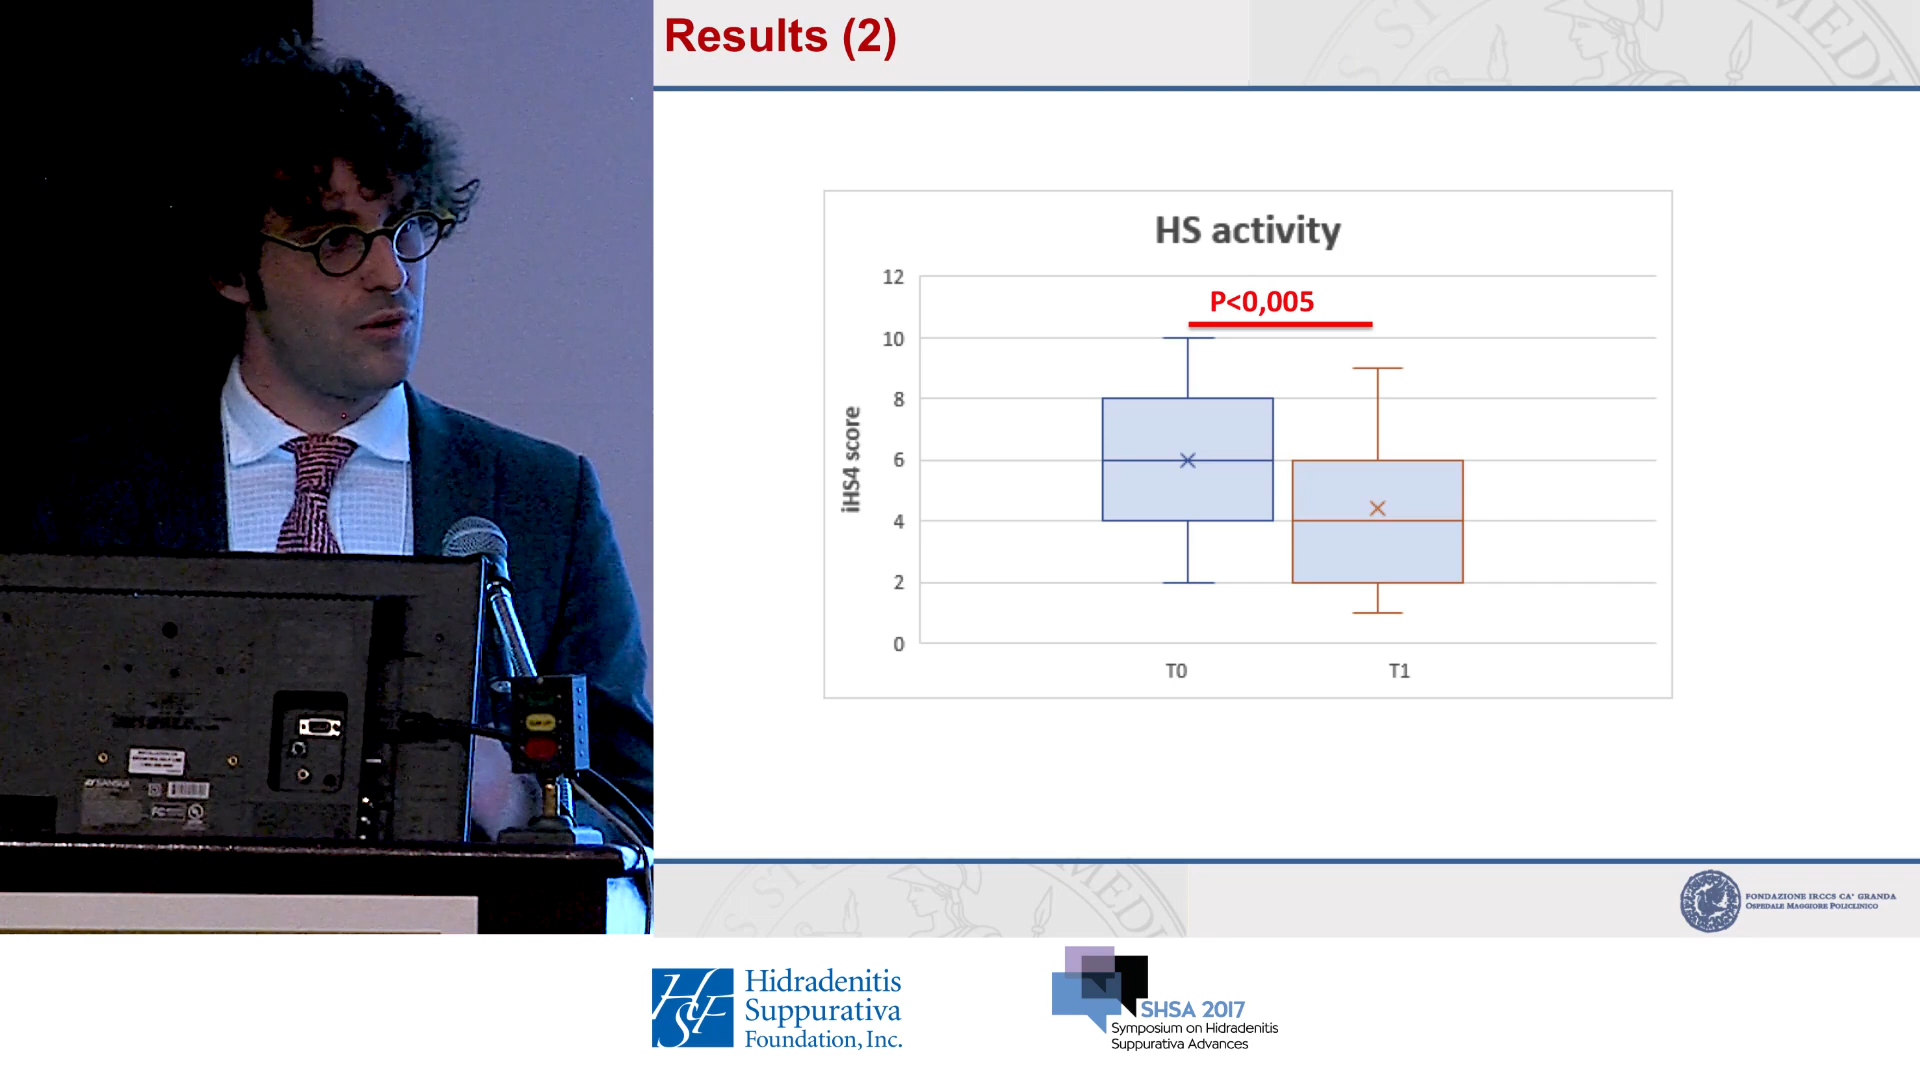 Results (2)
HS activity
12
P<0,005
10
8
6
4
2
0
iHS4 score
T0
T1
FONDAZIONE IRCCS CA' GRANDA
OSPEDALE MAGGIORE POLICLINICO
HSF
Hidradenitis
Suppurativa
Foundation, Inc.
SHSA 2017
Symposium on Hidradenitis
Suppurativa Advances